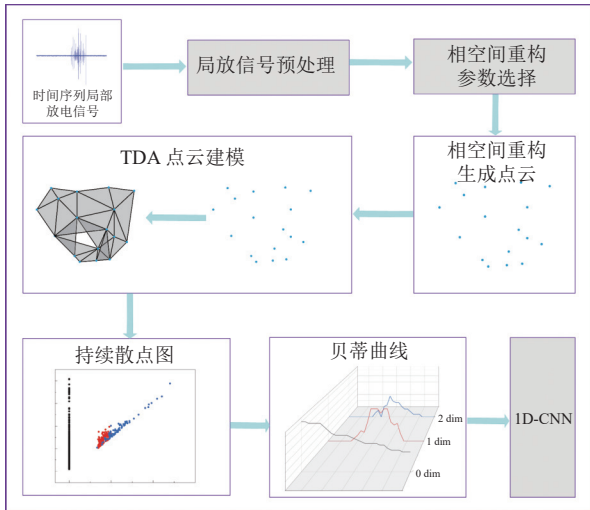 时间序列局部
放电信号
局放信号预处理
相空间重构
参数选择
TDA 点云建模
相空间重构
生成点云
持续散点图
贝蒂曲线
2 dim
1 dim
0 dim
1D-CNN